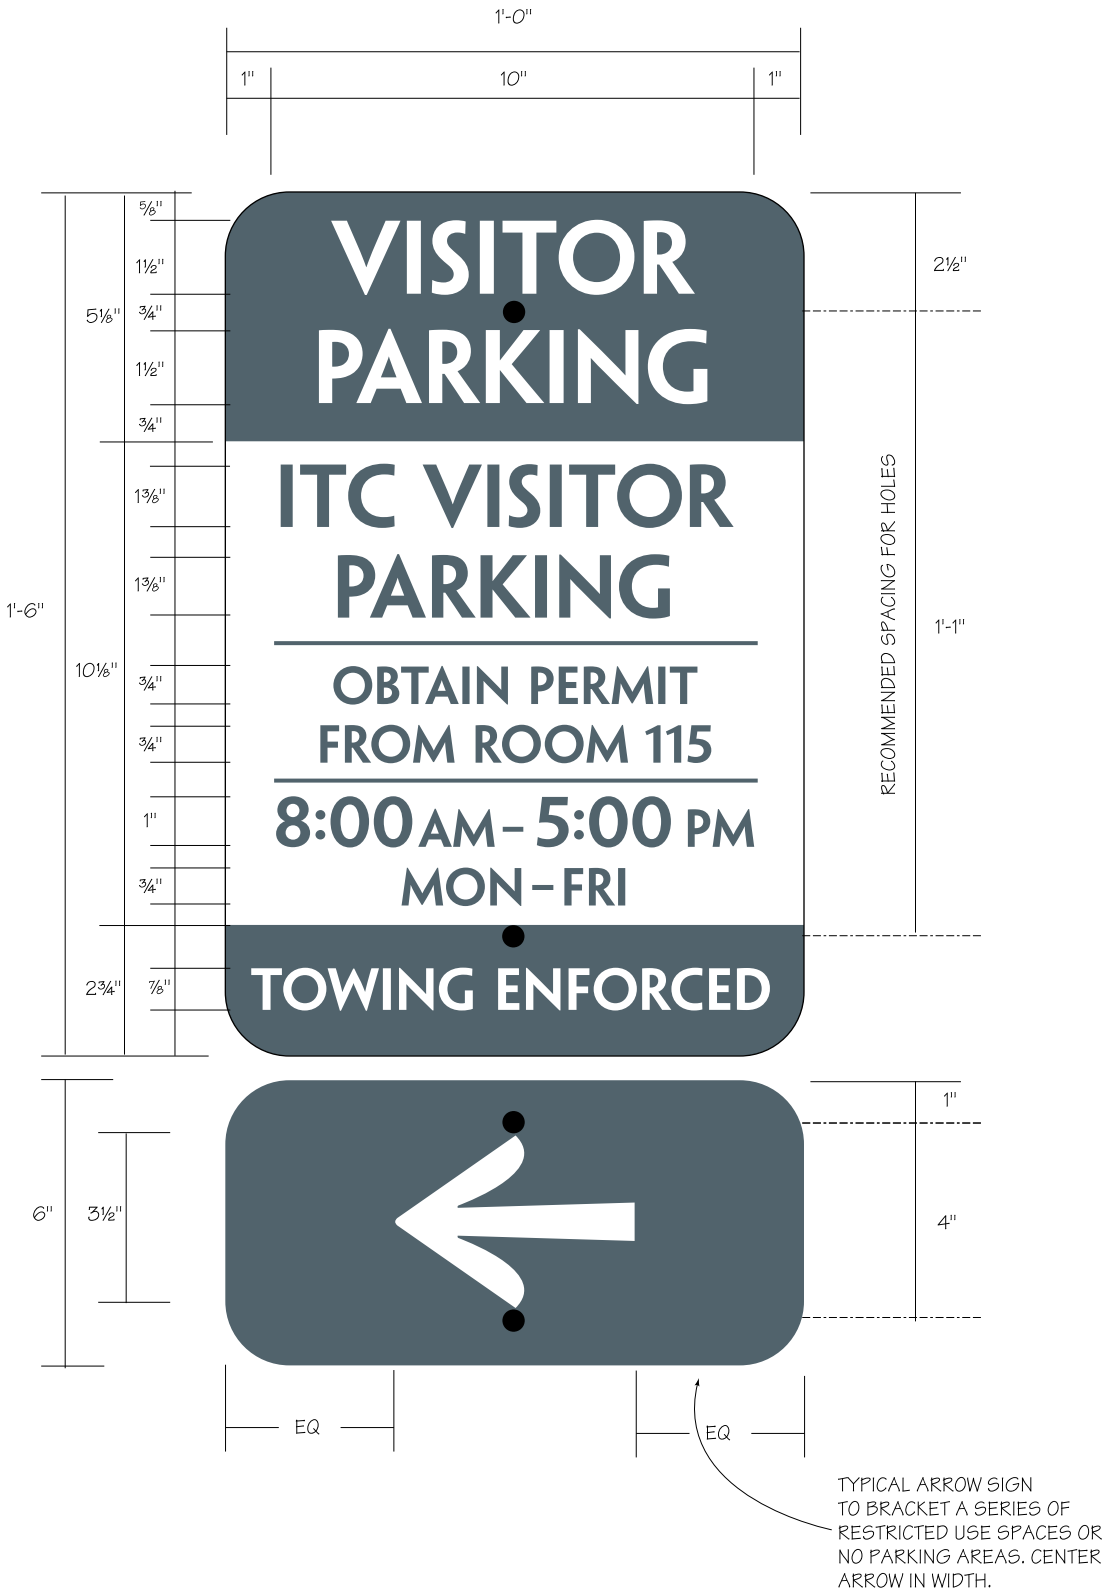 1'-0"
1" 10" 1"
VISITOR
PARKING
ITC VISITOR
PARKING
OBTAIN PERMIT
FROM ROOM 115
8:00 AM – 5:00 PM
MON – FRI
TOWING ENFORCED
1'-6"
5⅛"
10⅛"
2¾"
⅝"
1½"
¾"
1½"
¾"
1⅜"
1⅜"
¾"
¾"
1"
¾"
⅞"
2½"
RECOMMENDED SPACING FOR HOLES
1'-1"
6"
3½"
1"
4"
EQ
EQ
TYPICAL ARROW SIGN
TO BRACKET A SERIES OF
RESTRICTED USE SPACES OR
NO PARKING AREAS. CENTER
ARROW IN WIDTH.